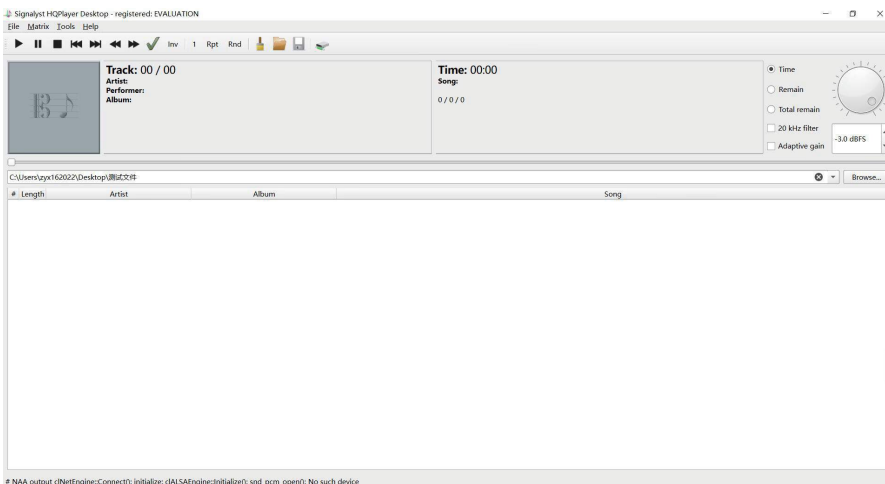 Signalyst HQPlayer Desktop - registered: EVALUATION
File Matrix Tools Help
Inv 1 Rpt Rnd
Track: 00 / 00
Artist:
Performer:
Album:
Time: 00:00
Song:
0 / 0 / 0
Time
Remain
Total remain
20 kHz filter
Adaptive gain
-3.0 dBFS
C:\Users\zyx162022\Desktop\测试文件
Browse...
# Length Artist Album Song
# NAA output clNetEngine::Connect(): initialize: clALSAEngine::Initialize(): snd_pcm_open(): No such device